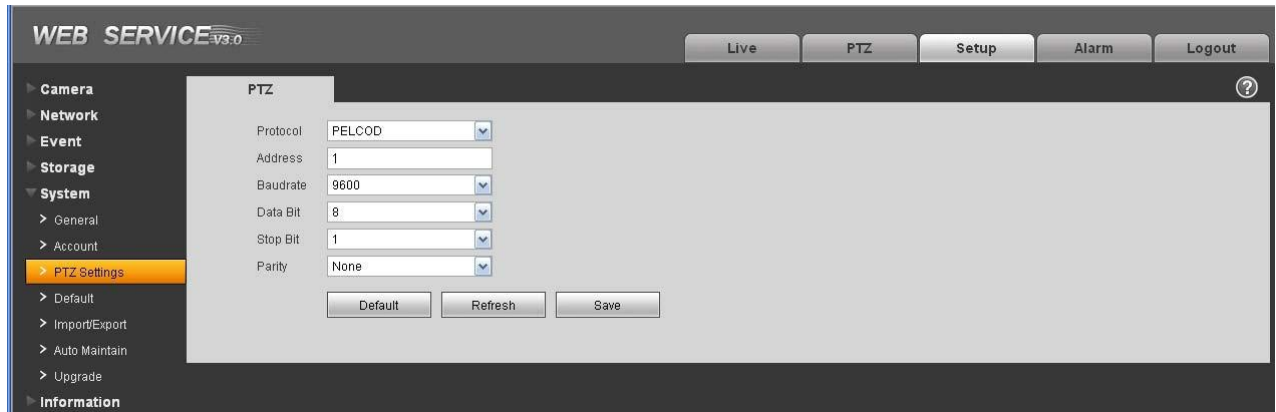 WEB SERVICE V3.0
Live
PTZ
Setup
Alarm
Logout
Camera
Network
Event
Storage
System
> General
> Account
> PTZ Settings
> Default
> Import/Export
> Auto Maintain
> Upgrade
Information
PTZ
?
Protocol PELCOD
Address 1
Baudrate 9600
Data Bit 8
Stop Bit 1
Parity None
Default Refresh Save